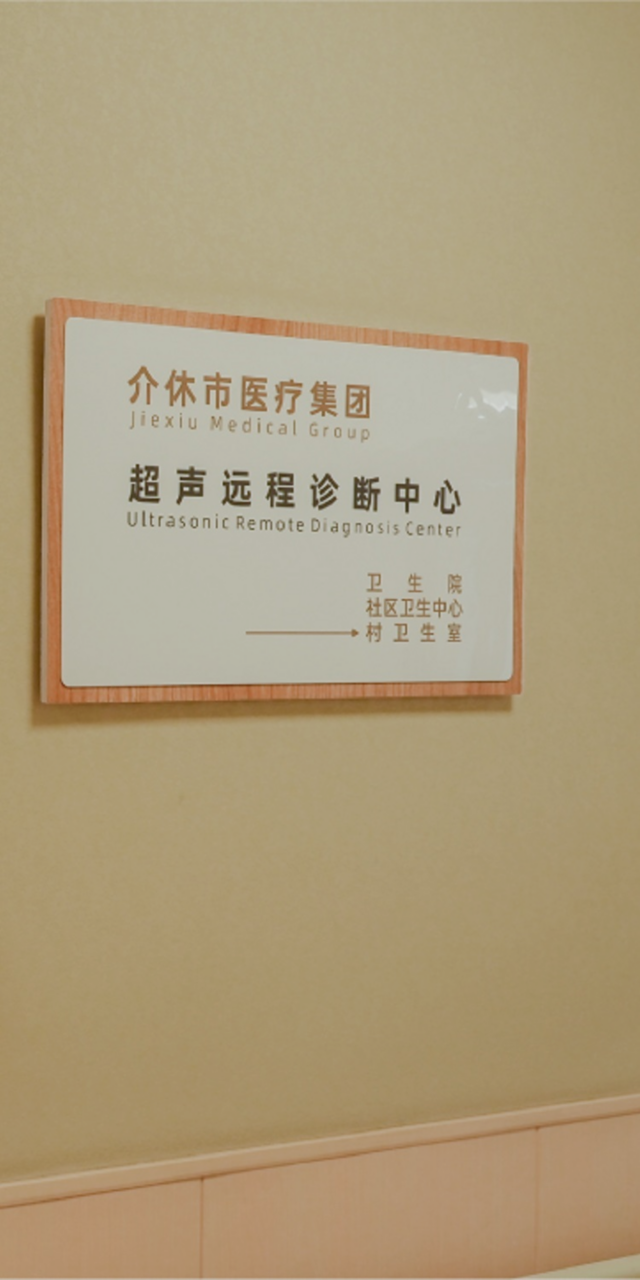 介休市医疗集团
Jiexiu Medical Group
超声远程诊断中心
Ultrasonic Remote Diagnosis Center
卫生院
社区卫生中心
村卫生室